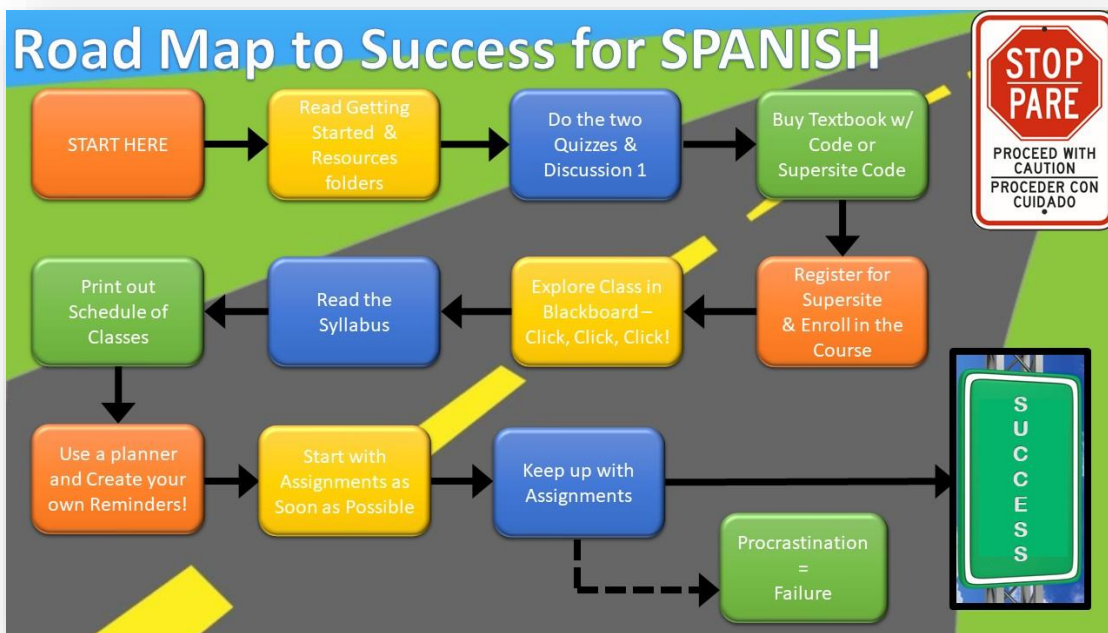 Road Map to Success for SPANISH
STOP
PARE
PROCEED WITH
CAUTION
PROCEDER CON
CUIDADO
START HERE
Read Getting
Started &
Resources
folders
Do the two
Quizzes &
Discussion 1
Buy Textbook w/
Code or
Supersite Code
Register for
Supersite
& Enroll in the
Course
Explore Class in
Blackboard –
Click, Click, Click!
Read the
Syllabus
Print out
Schedule of
Classes
Use a planner
and Create your
own Reminders!
Start with
Assignments as
Soon as Possible
Keep up with
Assignments
Procrastination
=
Failure
S
U
C
C
E
S
S